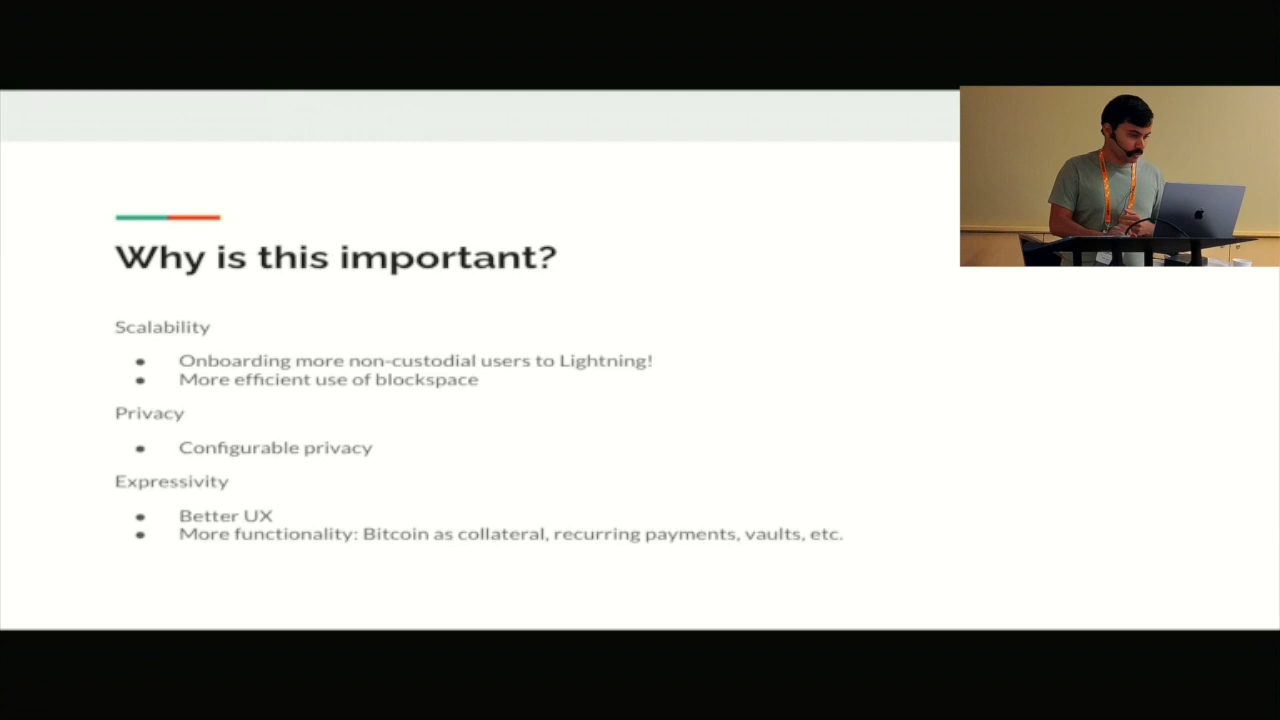 Why is this important?
Scalability
● Onboarding more non-custodial users to Lightning!
● More efficient use of blockspace
Privacy
● Configurable privacy
Expressivity
● Better UX
● More functionality: Bitcoin as collateral, recurring payments, vaults, etc.